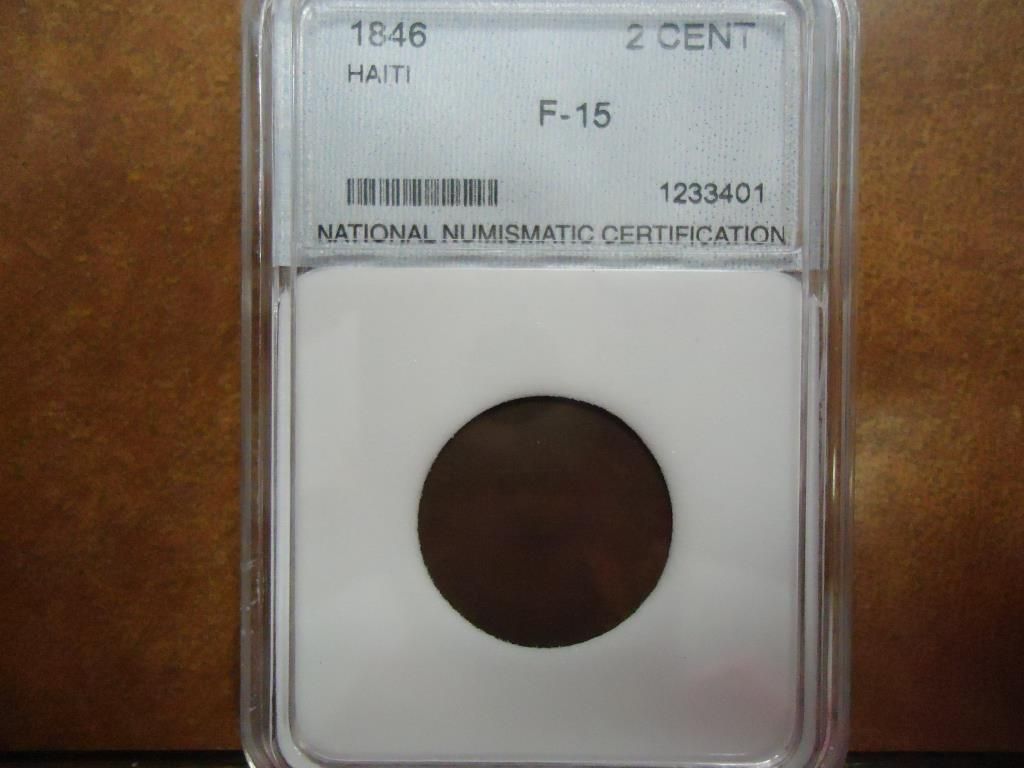 1846 2 CENT
HAITI
F-15
1233401
NATIONAL NUMISMATIC CERTIFICATION